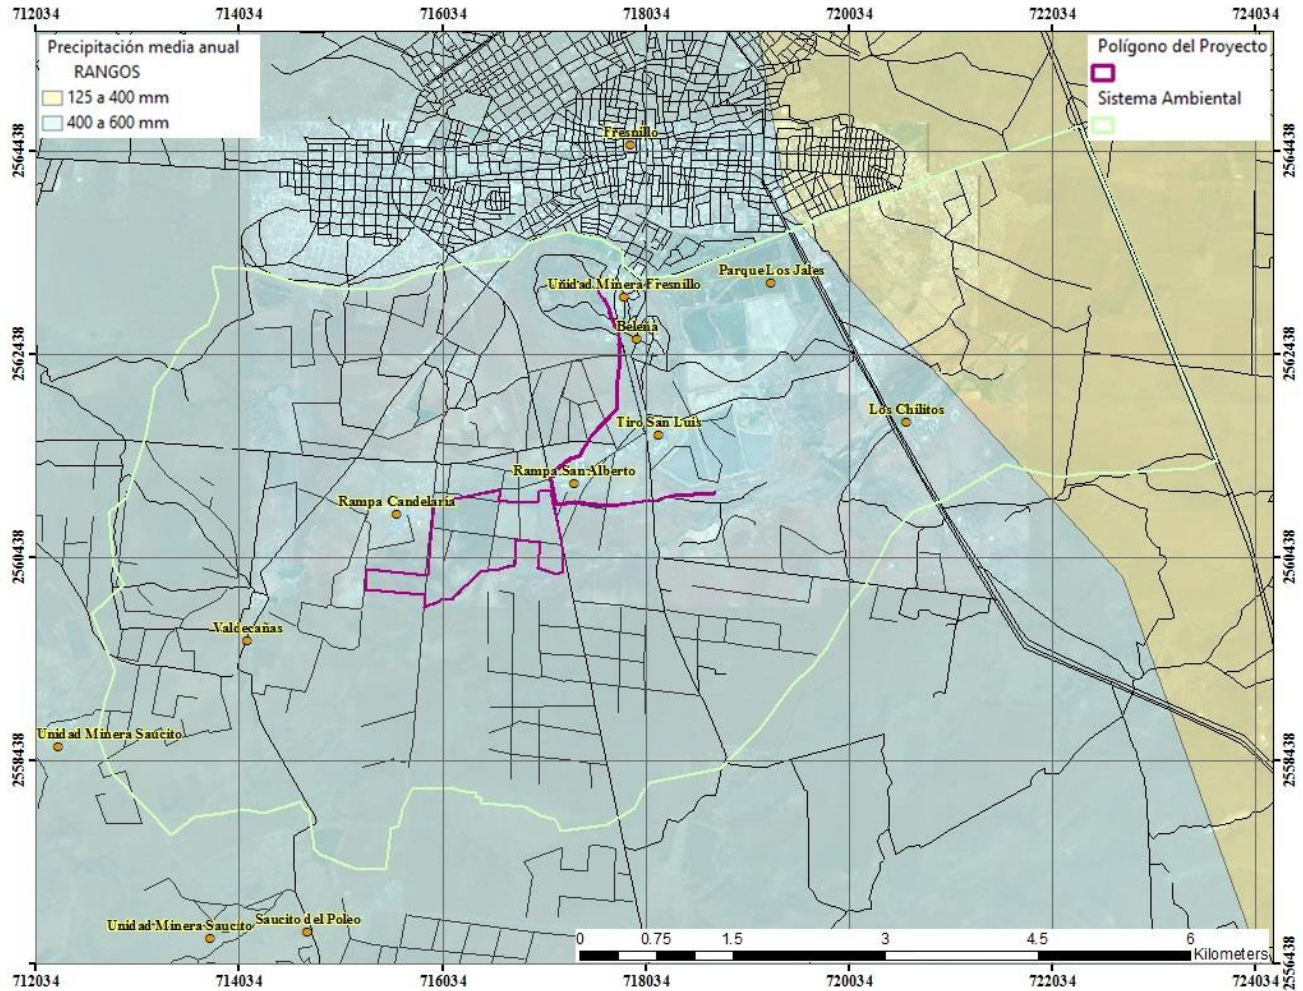 712034 714034 716034 718034 720034 722034 724034
Precipitación media anual
RANGOS
125 a 400 mm
400 a 600 mm
Polígono del Proyecto
Sistema Ambiental
Fresnillo
2564438 2564438
Parque Los Jales
Unidad Minera Fresnillo
Beleña
2562438 2562438
Los Chilitos
Tiro San Luis
Rampa San Alberto
Rampa Candelaria
2560438 2560438
Valdecañas
Unidad Minera Saucito
2558438 2558438
Saucito del Poleo
Unidad Minera Saucito
0 0.75 1.5 3 4.5 6
Kilometers
2556438 2556438
712034 714034 716034 718034 720034 722034 724034